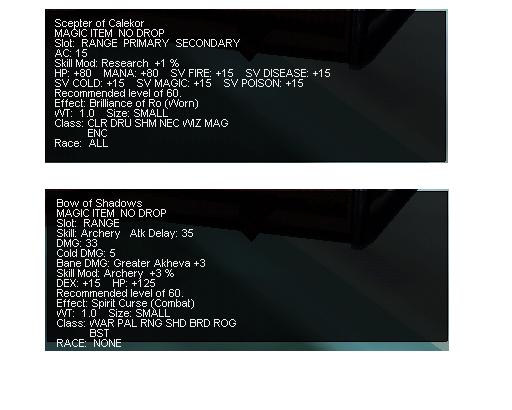 Scepter of Calekor
MAGIC ITEM NO DROP
Slot: RANGE PRIMARY SECONDARY
AC: 15
Skill Mod: Research +1 %
HP: +80 MANA: +80 SV FIRE: +15 SV DISEASE: +15
SV COLD: +15 SV MAGIC: +15 SV POISON: +15
Recommended level of 60.
Effect: Brilliance of Ro (Worn)
WT: 1.0 Size: SMALL
Class: CLR DRU SHM NEC WIZ MAG
ENC
Race: ALL
Bow of Shadows
MAGIC ITEM NO DROP
Slot: RANGE
Skill: Archery Atk Delay: 35
DMG: 33
Cold DMG: 5
Bane DMG: Greater Akheva +3
Skill Mod: Archery +3 %
DEX: +15 HP: +125
Recommended level of 60.
Effect: Spirit Curse (Combat)
WT: 1.0 Size: SMALL
Class: WAR PAL RNG SHD BRD ROG
BST
RACE: NONE